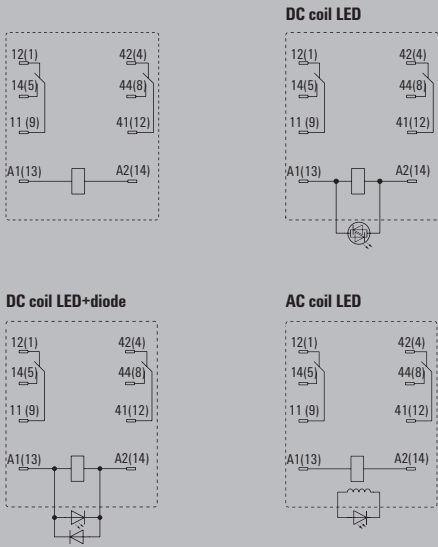 DC coil LED
12(1) 42(4)
14(5) 44(8)
11 (9) 41(12)
A1(13) A2(14)
12(1) 42(4)
14(5) 44(8)
11 (9) 41(12)
A1(13) A2(14)
DC coil LED+diode
AC coil LED
12(1) 42(4)
14(5) 44(8)
11 (9) 41(12)
A1(13) A2(14)
12(1) 42(4)
14(5) 44(8)
11 (9) 41(12)
A1(13) A2(14)